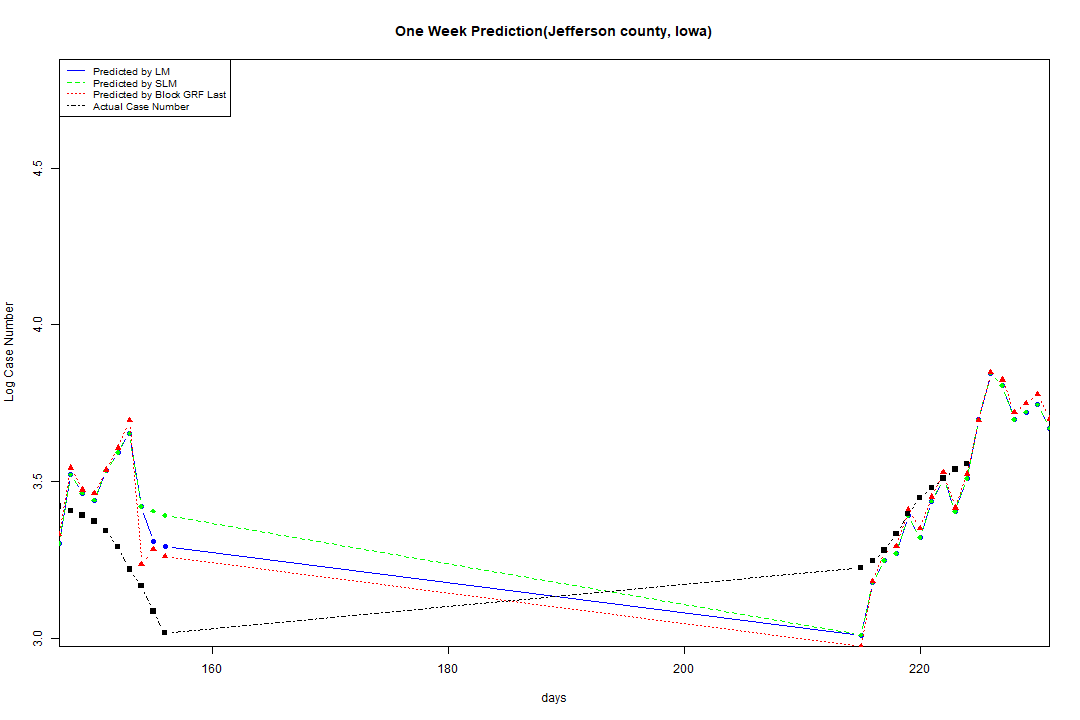 One Week Prediction(Jefferson county, Iowa)
Predicted by LM
Predicted by SLM
Predicted by Block GRF Last
Actual Case Number
4.5
4.0
3.5
3.0
Log Case Number
160 180 200 220
days